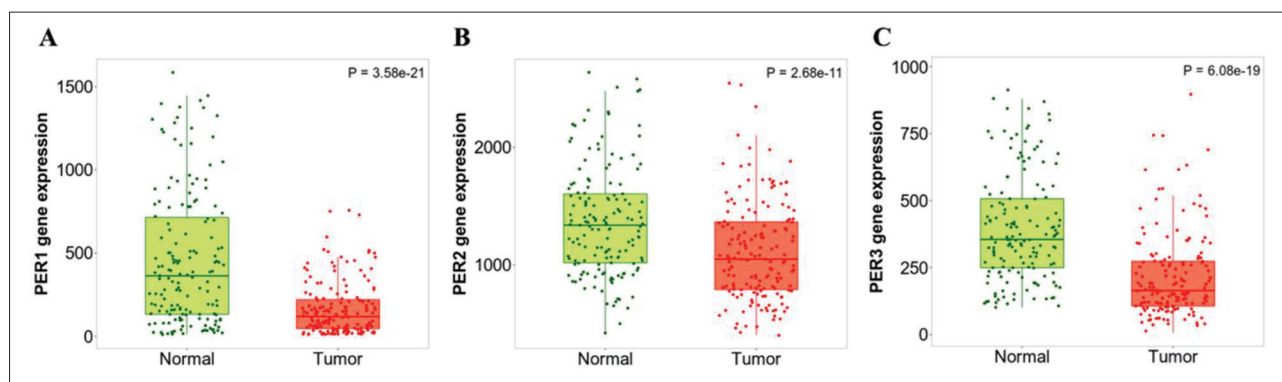 A
P = 3.58e-21
PER1 gene expression
1500
1000
500
0
Normal Tumor
B
P = 2.68e-11
PER2 gene expression
2000
1000
Normal Tumor
C
P = 6.08e-19
PER3 gene expression
1000
750
500
250
0
Normal Tumor